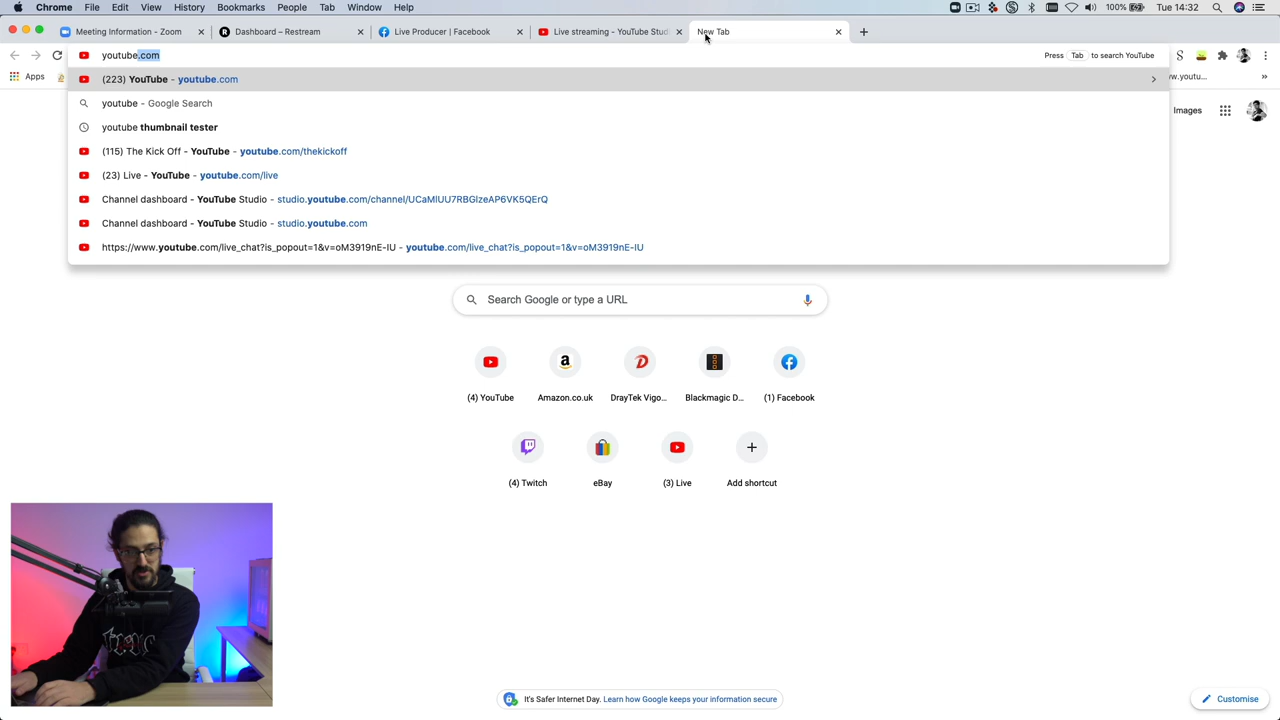 Chrome File Edit View History Bookmarks People Tab Window Help 100% Tue 14:32
Meeting Information - Zoom
Dashboard – Restream
Live Producer | Facebook
Live streaming - YouTube Stud
New Tab
youtube.com
Press Tab to search YouTube
Apps
ww.youtu...
(223) YouTube - youtube.com
youtube - Google Search
youtube thumbnail tester
(115) The Kick Off - YouTube - youtube.com/thekickoff
(23) Live - YouTube - youtube.com/live
Channel dashboard - YouTube Studio - studio.youtube.com/channel/UCaMlUU7RBGlzeAP6VK5QErQ
Channel dashboard - YouTube Studio - studio.youtube.com
https://www.youtube.com/live_chat?is_popout=1&v=oM3919nE-IU - youtube.com/live_chat?is_popout=1&v=oM3919nE-IU
Images
Search Google or type a URL
(4) YouTube
Amazon.co.uk
DrayTek Vigo...
Blackmagic D...
(1) Facebook
(4) Twitch
eBay
(3) Live
Add shortcut
It's Safer Internet Day. Learn how Google keeps your information secure
Customise